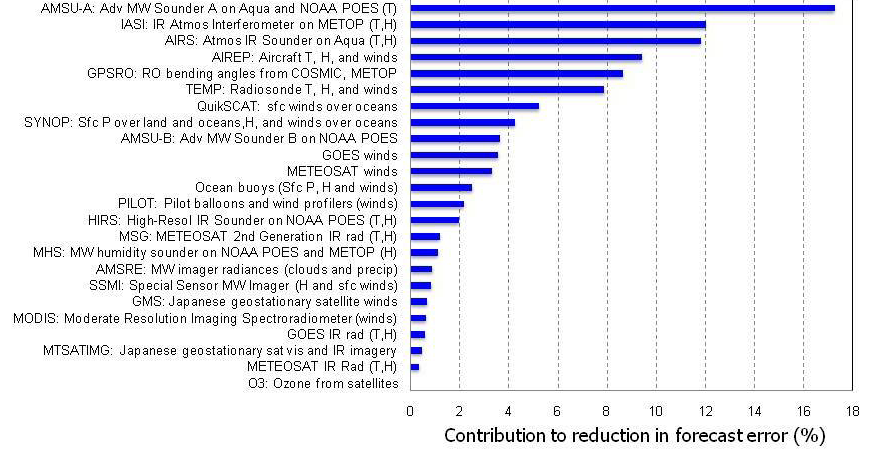 AMSU-A: Adv MW Sounder A on Aqua and NOAA POES (T)
IASI: IR Atmos Interferometer on METOP (T,H)
AIRS: Atmos IR Sounder on Aqua (T,H)
AIREP: Aircraft T, H, and winds
GPSRO: RO bending angles from COSMIC, METOP
TEMP: Radiosonde T, H, and winds
QuikSCAT: sfc winds over oceans
SYNOP: Sfc P over land and oceans,H, and winds over oceans
AMSU-B: Adv MW Sounder B on NOAA POES
GOES winds
METEOSAT winds
Ocean buoys (Sfc P, H and winds)
PILOT: Pilot balloons and wind profilers (winds)
HIRS: High-Resol IR Sounder on NOAA POES (T,H)
MSG: METEOSAT 2nd Generation IR rad (T,H)
MHS: MW humidity sounder on NOAA POES and METOP (H)
AMSRE: MW imager radiances (clouds and precip)
SSMI: Special Sensor MW Imager (H and sfc winds)
GMS: Japanese geostationary satellite winds
MODIS: Moderate Resolution Imaging Spectroradiometer (winds)
GOES IR rad (T,H)
MTSATIMG: Japanese geostationary sat vis and IR imagery
METEOSAT IR Rad (T,H)
O3: Ozone from satellites
0 2 4 6 8 10 12 14 16 18
Contribution to reduction in forecast error (%)